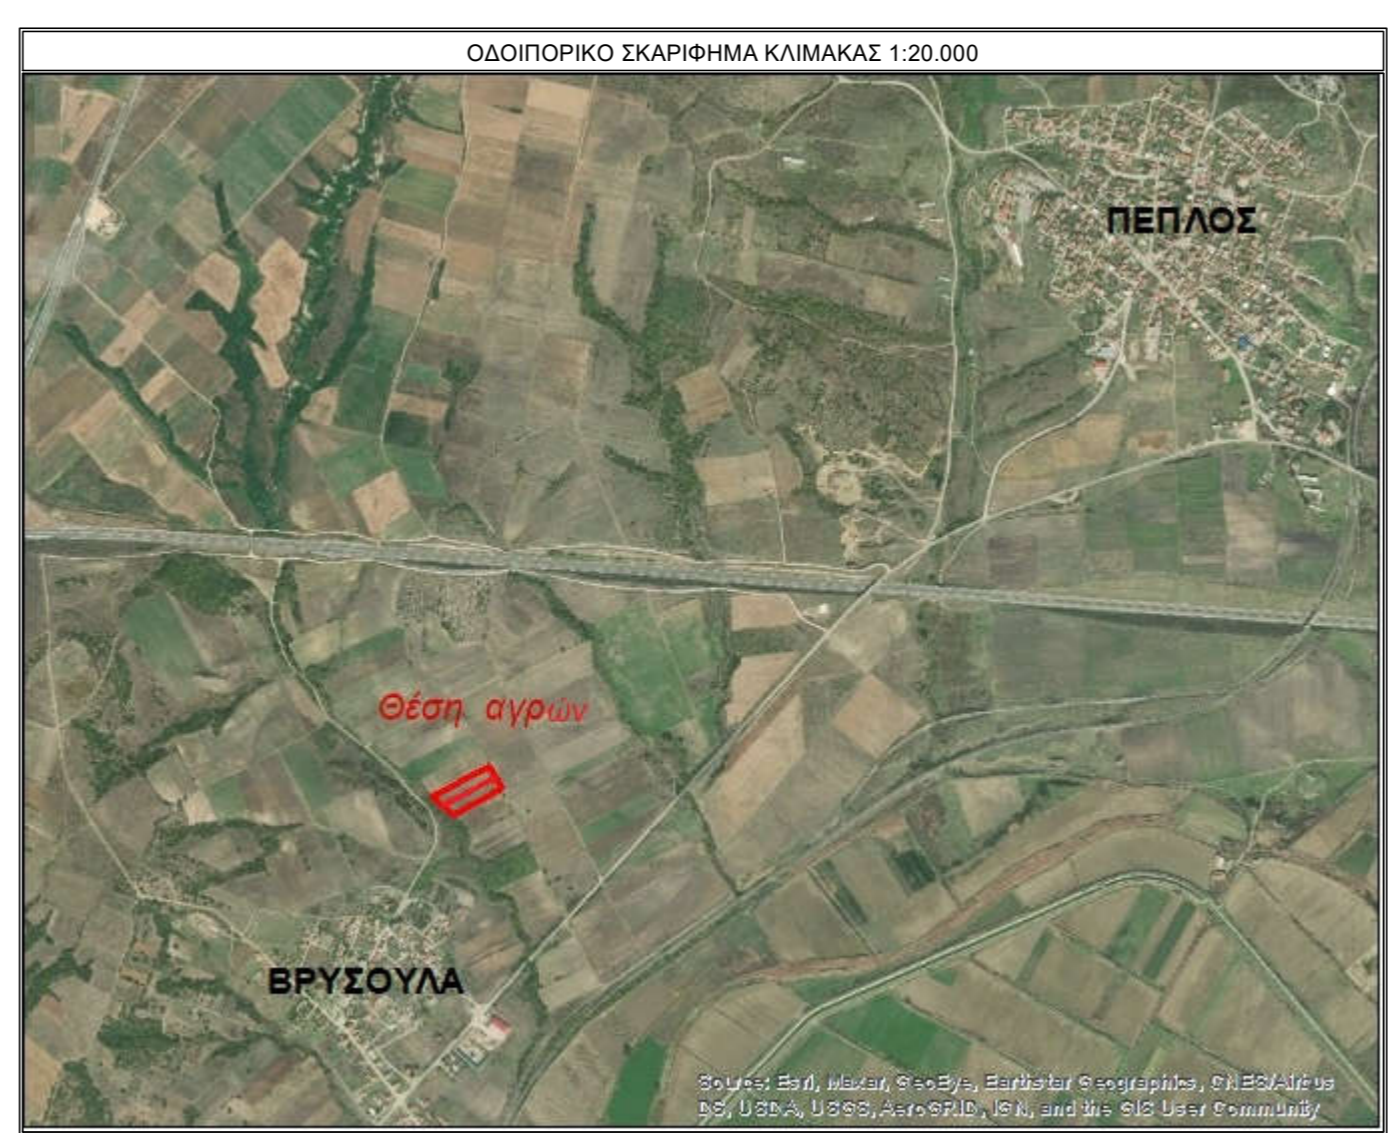 ΟΔΟΙΠΟΡΙΚΟ ΣΚΑΡΙΦΗΜΑ ΚΛΙΜΑΚΑΣ 1:20.000
ΠΕΠΛΟΣ
Θέση αγρών
ΒΡΥΣΟΥΛΑ
Source: Esri, Maxar, GeoEye, Earthstar Geographics, CNES/Airbus
DS, USDA, USGS, AeroGRID, IGN, and the GIS User Community